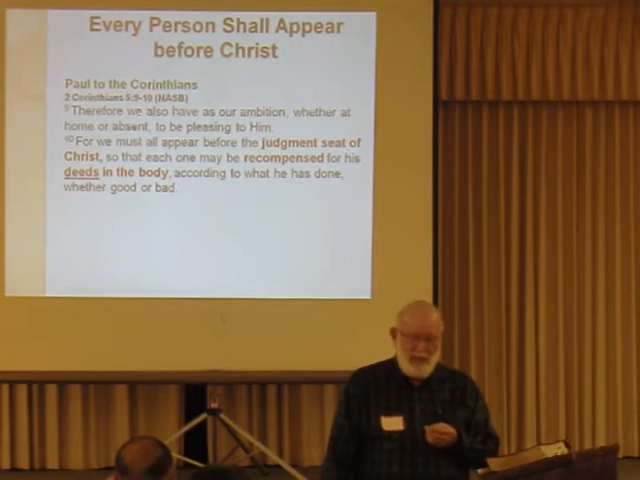 Every Person Shall Appear
before Christ
Paul to the Corinthians
2 Corinthians 5:9-10 (NASB)
9 Therefore we also have as our ambition, whether at
home or absent, to be pleasing to Him.
10 For we must all appear before the judgment seat of
Christ, so that each one may be recompensed for his
deeds in the body, according to what he has done,
whether good or bad.